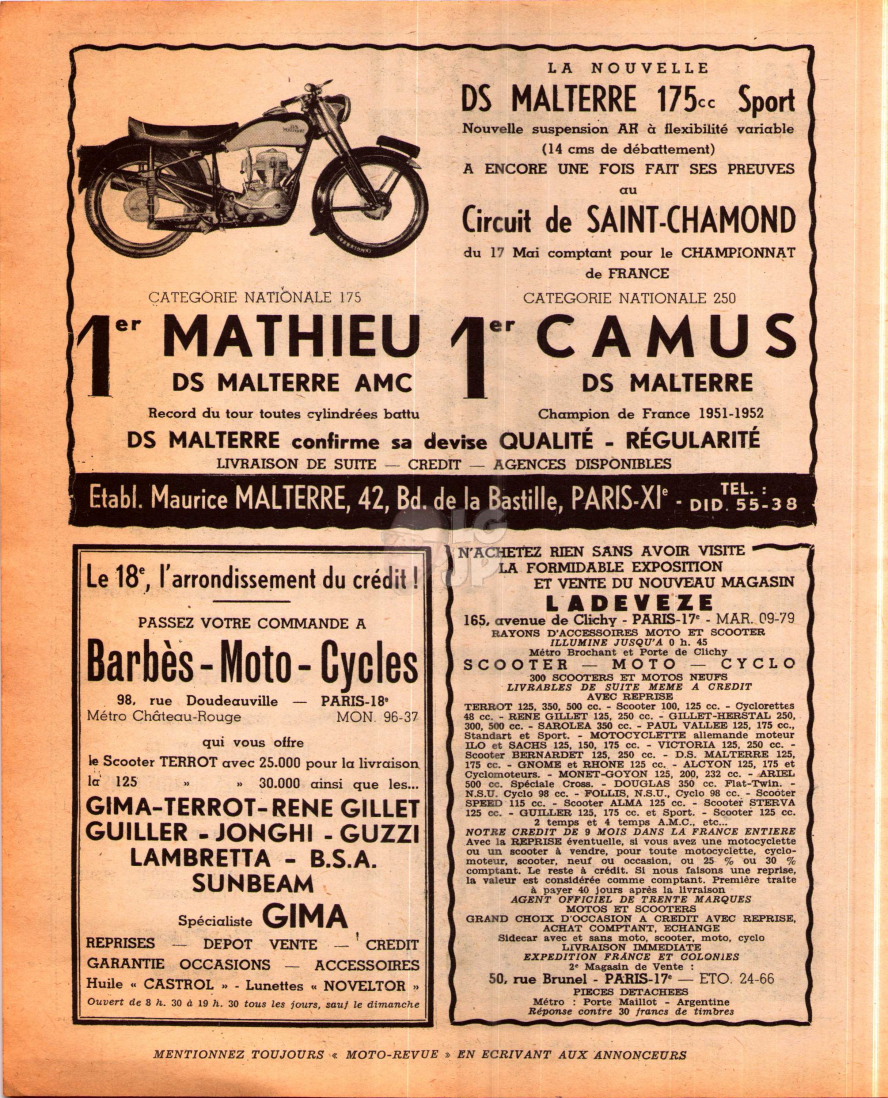 LA NOUVELLE
DS MALTERRE 175cc Sport
Nouvelle suspension AR à flexibilité variable
(14 cms de débattement)
A ENCORE UNE FOIS FAIT SES PREUVES
au
Circuit de SAINT-CHAMOND
du 17 Mai comptant pour le CHAMPIONNAT
de FRANCE
CATEGORIE NATIONALE 175
1er MATHIEU
DS MALTERRE AMC
Record du tour toutes cylindrées battu
CATEGORIE NATIONALE 250
1er CAMUS
DS MALTERRE
Champion de France 1951-1952
DS MALTERRE confirme sa devise QUALITÉ - RÉGULARITÉ
LIVRAISON DE SUITE — CREDIT — AGENCES DISPONIBLES
Etabl. Maurice MALTERRE, 42, Bd. de la Bastille, PARIS-XIe - TEL. : DID. 55-38
Le 18e, l'arrondissement du crédit !
PASSEZ VOTRE COMMANDE A
Barbès-Moto-Cycles
98, rue Doudeauville — PARIS-18e
Métro Château-Rouge MON. 96-37
qui vous offre
le Scooter TERROT avec 25.000 pour la livraison
la 125 » » 30.000 ainsi que les...
GIMA-TERROT-RENE GILLET
GUILLER - JONGHI - GUZZI
LAMBRETTA - B.S.A.
SUNBEAM
Spécialiste GIMA
REPRISES — DEPOT VENTE — CREDIT
GARANTIE OCCASIONS — ACCESSOIRES
Huile « CASTROL » - Lunettes « NOVELTOR »
Ouvert de 8 h. 30 à 19 h. 30 tous les jours, sauf le dimanche
N'ACHETEZ RIEN SANS AVOIR VISITE
LA FORMIDABLE EXPOSITION
ET VENTE DU NOUVEAU MAGASIN
LADEVEZE
165, avenue de Clichy - PARIS-17e - MAR. 09-79
RAYONS D'ACCESSOIRES MOTO ET SCOOTER
ILLUMINE JUSQU'A 0 h. 45
Métro Brochant et Porte de Clichy
SCOOTER — MOTO — CYCLO
300 SCOOTERS ET MOTOS NEUFS
LIVRABLES DE SUITE MEME A CREDIT
AVEC REPRISE
TERROT 125, 350, 500 cc. - Scooter 100, 125 cc. - Cyclorettes
48 cc. - RENE GILLET 125, 250 cc. - GILLET-HERSTAL 250,
300, 500 cc. - SAROLEA 350 cc. - PAUL VALLEE 125, 175 cc.,
Standart et Sport. - MOTOCYCLETTE allemande moteur
ILO et SACHS 125, 150, 175 cc. - VICTORIA 125, 250 cc. -
Scooter BERNARDET 125, 250 cc. - D.S. MALTERRE 125,
175 cc. - GNOME et RHONE 125 cc. - ALCYON 125, 175 et
Cyclomoteurs. - MONET-GOYON 125, 200, 232 cc. - ARIEL
500 cc. Spéciale Cross. - DOUGLAS 350 cc. Flat-Twin. -
N.S.U. Cyclo 98 cc. - FOLLIS, N.S.U., Cyclo 98 cc. - Scooter
SPEED 115 cc. - Scooter ALMA 125 cc. - Scooter STERVA
125 cc. - GUILLER 125, 175 cc. et Sport. - Scooter 125 cc.
2 temps et 4 temps A.M.C., etc...
NOTRE CREDIT DE 9 MOIS DANS LA FRANCE ENTIERE
Avec la REPRISE éventuelle, si vous avez une motocyclette
ou un scooter à vendre, pour toute motocyclette, cyclo-
moteur, scooter, neuf ou occasion, ou 25 % ou 30 %
comptant. Le reste à crédit. Si nous faisons une reprise,
la valeur est considérée comme comptant. Première traite
à payer 40 jours après la livraison
AGENT OFFICIEL DE TRENTE MARQUES
MOTOS ET SCOOTERS
GRAND CHOIX D'OCCASION A CREDIT AVEC REPRISE,
ACHAT COMPTANT, ECHANGE
Sidecar avec et sans moto, scooter, moto, cyclo
LIVRAISON IMMEDIATE
EXPEDITION FRANCE ET COLONIES
2e Magasin de Vente :
50, rue Brunel - PARIS-17e — ETO. 24-66
PIECES DETACHEES
Métro : Porte Maillot - Argentine
Réponse contre 30 francs de timbres
MENTIONNEZ TOUJOURS « MOTO-REVUE » EN ECRIVANT AUX ANNONCEURS